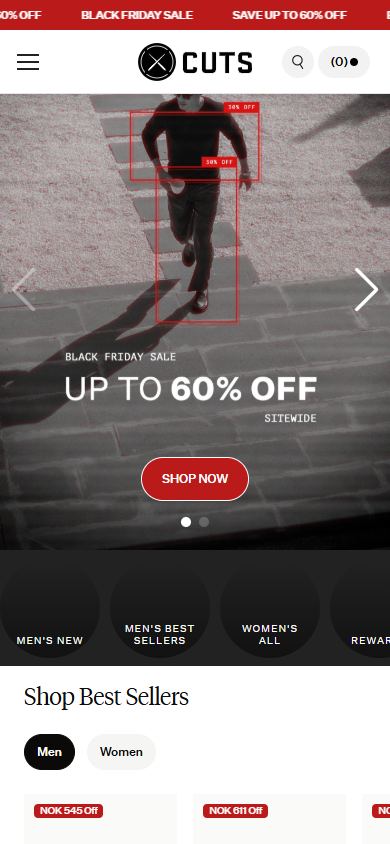 60% OFF BLACK FRIDAY SALE SAVE UP TO 60% OFF
CUTS
(0)
30% OFF
30% OFF
BLACK FRIDAY SALE
UP TO 60% OFF
SITEWIDE
SHOP NOW
MEN'S NEW
MEN'S BEST
SELLERS
WOMEN'S
ALL
REWAR
Shop Best Sellers
Men
Women
NOK 545 Off
NOK 611 Off
NO